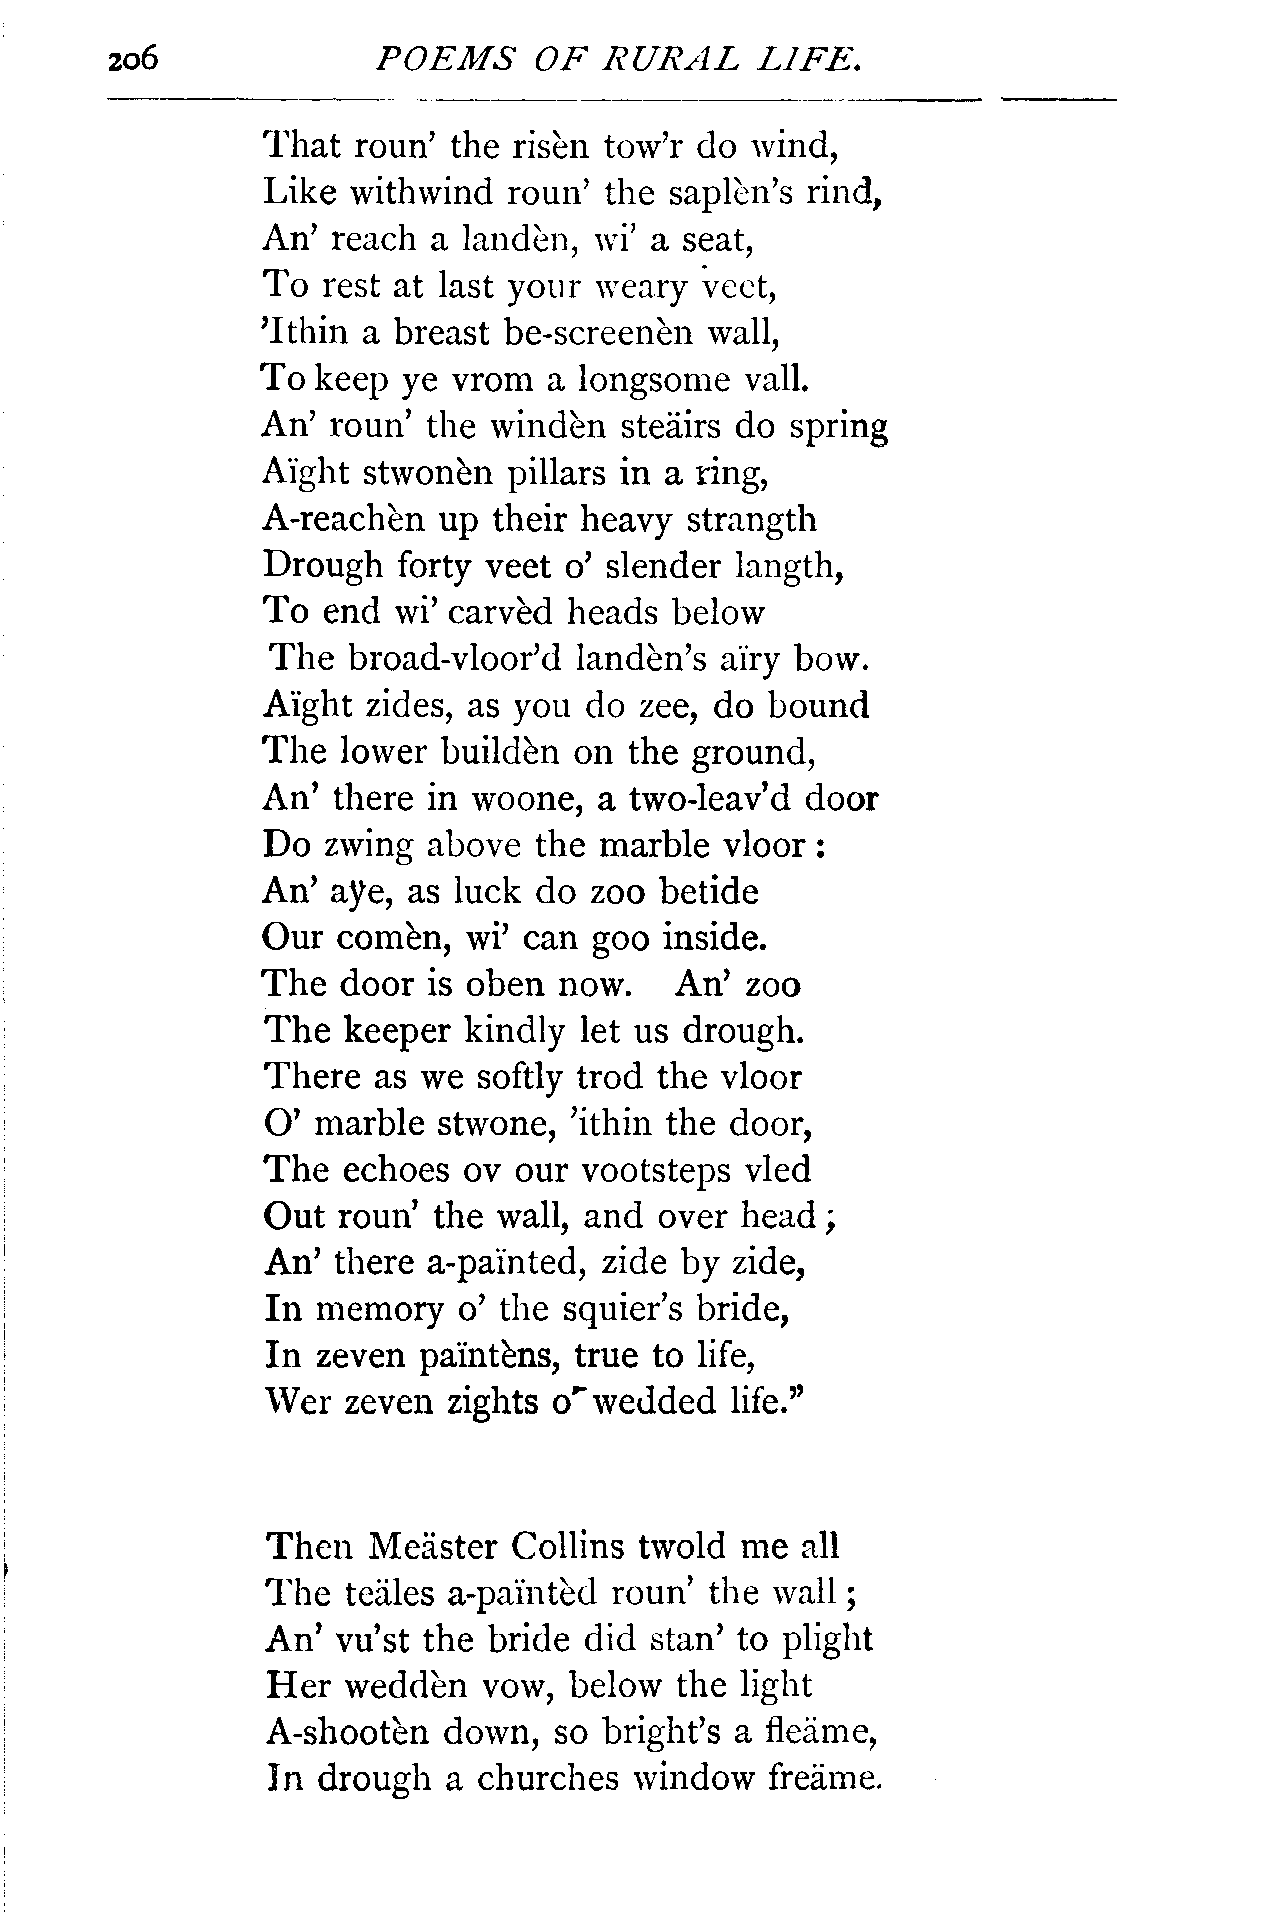 206 POEMS OF RURAL LIFE.
That roun' the risèn tow'r do wind,
Like withwind roun' the saplèn's rind,
An' reach a landèn, wi' a seat,
To rest at last your weary veet,
'Ithin a breast be-screenèn wall,
To keep ye vrom a longsome vall.
An' roun' the windèn steäirs do spring
Aïght stwonèn pillars in a ring,
A-reachèn up their heavy strangth
Drough forty veet o' slender langth,
To end wi' carvèd heads below
The broad-vloor'd landèn's aïry bow.
Aïght zides, as you do zee, do bound
The lower buildèn on the ground,
An' there in woone, a two-leav'd door
Do zwing above the marble vloor:
An' aÿe, as luck do zoo betide
Our comèn, wi' can goo inside.
The door is oben now. An' zoo
The keeper kindly let us drough.
There as we softly trod the vloor
O' marble stwone, 'ithin the door,
The echoes ov our vootsteps vled
Out roun' the wall, and over head;
An' there a-païnted, zide by zide,
In memory o' the squier's bride,
In zeven païntèns, true to life,
Wer zeven zights o' wedded life."
Then Meäster Collins twold me all
The teäles a-païntèd roun' the wall;
An' vu'st the bride did stan' to plight
Her weddèn vow, below the light
A-shootèn down, so bright's a fleäme,
In drough a churches window freäme.